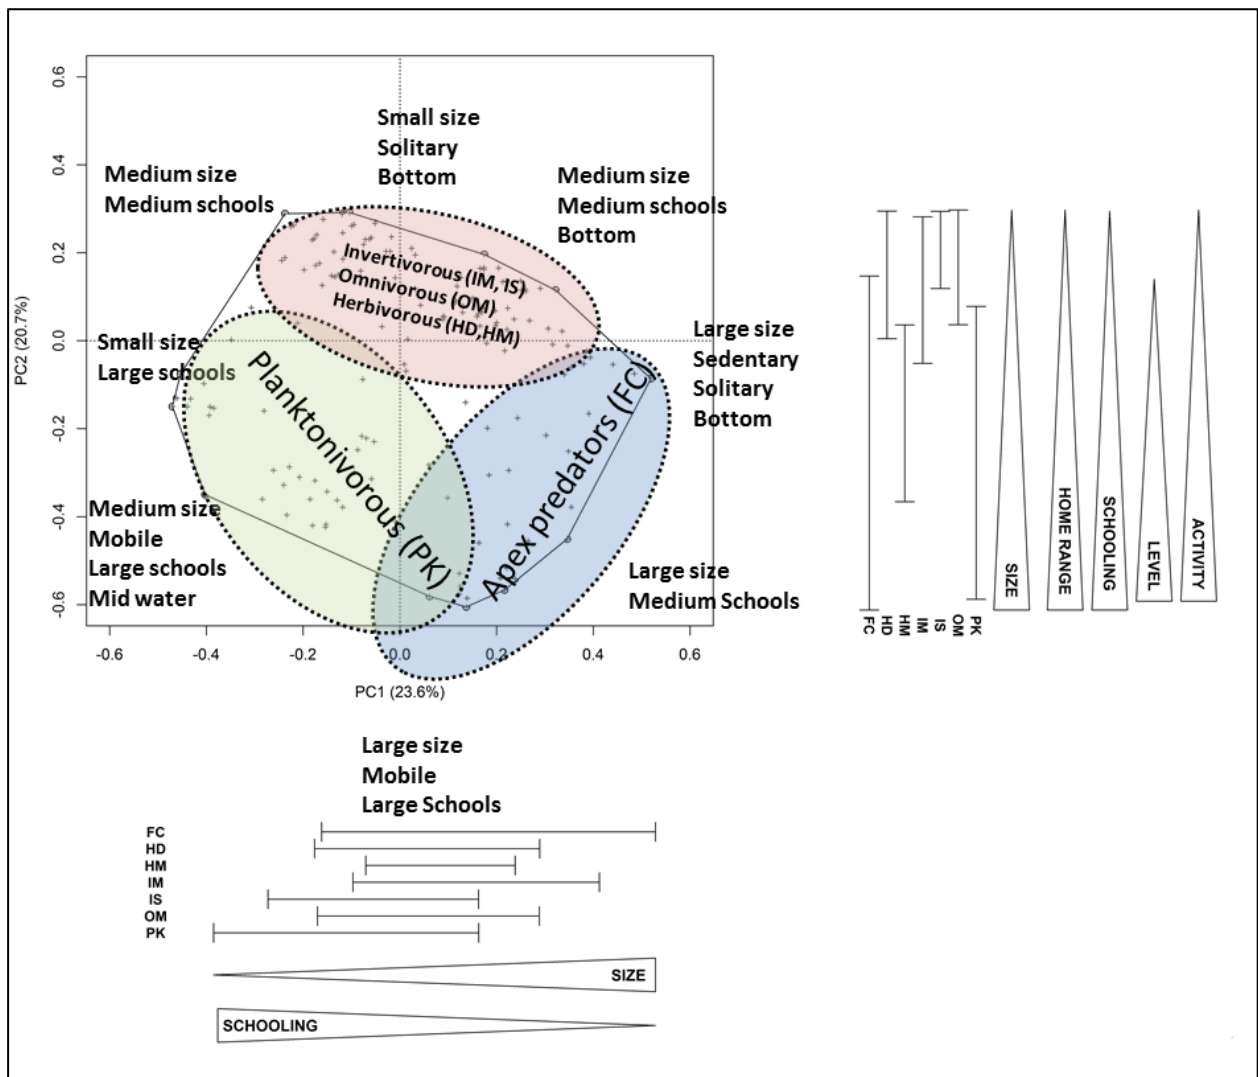 0.6
0.4
0.2
0.0
-0.2
-0.4
-0.6
PC2 (20.7%)
Small size
Solitary
Bottom
Medium size
Medium schools
Medium size
Medium schools
Bottom
Invertivorous (IM, IS)
Omnivorous (OM)
Herbivorous (HD,HM)
Small size
Large schools
Large size
Sedentary
Solitary
Bottom
Planktonivorous (PK)
Apex predators (FC)
Medium size
Mobile
Large schools
Mid water
Large size
Medium Schools
-0.6
-0.4
-0.2
0.0
0.2
0.4
0.6
PC1 (23.6%)
FC
HD
HM
IM
IS
OM
PK
SIZE
HOME RANGE
SCHOOLING
LEVEL
ACTIVITY
Large size
Mobile
Large Schools
FC
HD
HM
IM
IS
OM
PK
SIZE
SCHOOLING